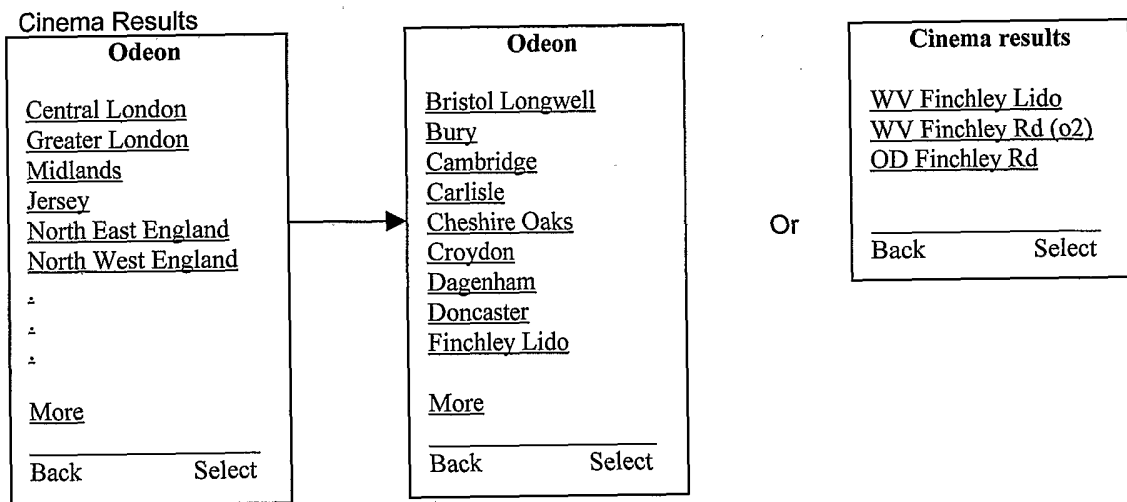 Cinema Results
Odeon
Central London
Greater London
Midlands
Jersey
North East England
North West England
.
.
.
More
Back Select
Odeon
Bristol Longwell
Bury
Cambridge
Carlisle
Cheshire Oaks
Croydon
Dagenham
Doncaster
Finchley Lido
More
Back Select
Or
Cinema results
WV Finchley Lido
WV Finchley Rd (o2)
OD Finchley Rd
Back Select